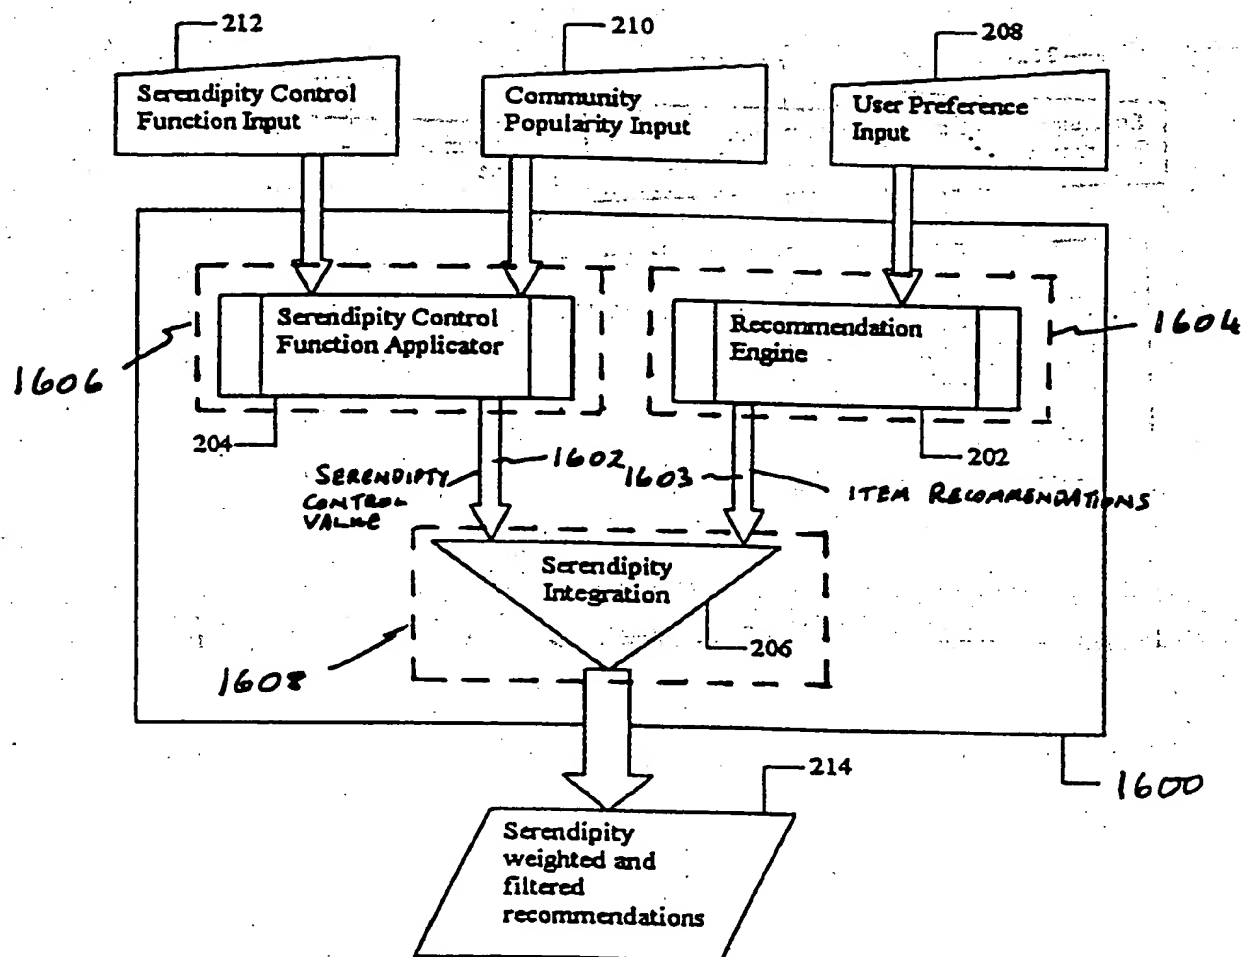 212
210
208
Serendipity Control
Function Input
Community
Popularity Input
User Preference
Input
Serendipity Control
Function Applicator
Recommendation
Engine
1604
1606
204
202
1602
1603
SERENDIPTY
CONTROL
VALUE
ITEM RECOMMENDATIONS
Serendipity
Integration
206
1608
214
1600
Serendipity
weighted and
filtered
recommendations